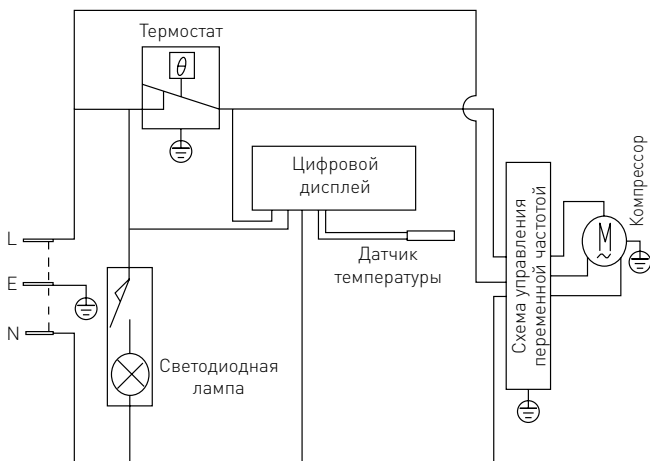 Термостат
θ
Цифровой
дисплей
Датчик
температуры
L
E
N
Светодиодная
лампа
Схема управления
переменной частотой
M
~
Компрессор